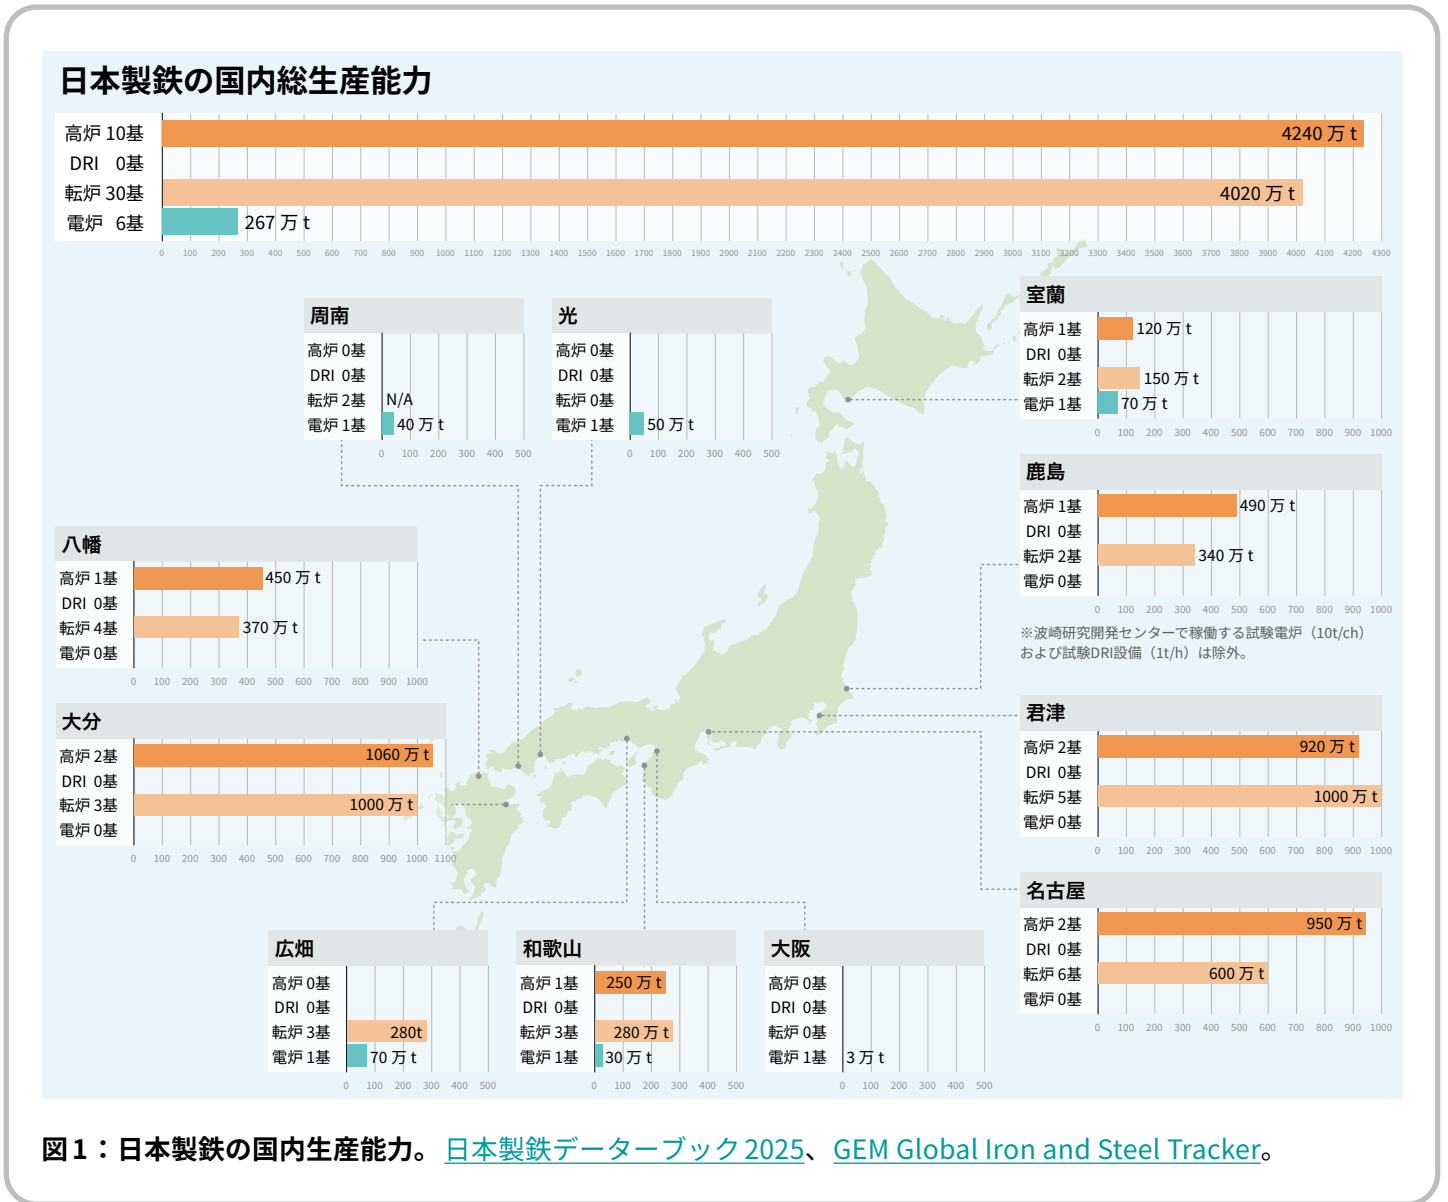 日本製鉄の国内総生産能力
高炉 10基 4240 万 t
DRI 0基
転炉 30基 4020 万 t
電炉 6基 267 万 t
0 100 200 300 400 500 600 700 800 900 1000 1100 1200 1300 1400 1500 1600 1700 1800 1900 2000 2100 2200 2300 2400 2500 2600 2700 2800 2900 3000 3100 3200 3300 3400 3500 3600 3700 3800 3900 4000 4100 4200 4300
周南
高炉 0基
DRI 0基
転炉 2基 N/A
電炉 1基 40 万 t
0 100 200 300 400 500
光
高炉 0基
DRI 0基
転炉 0基
電炉 1基 50 万 t
0 100 200 300 400 500
室蘭
高炉 1基 120 万 t
DRI 0基
転炉 2基 150 万 t
電炉 1基 70 万 t
0 100 200 300 400 500 600 700 800 900 1000
鹿島
高炉 1基 490 万 t
DRI 0基
転炉 2基 340 万 t
電炉 0基
0 100 200 300 400 500 600 700 800 900 1000
※波崎研究開発センターで稼働する試験電炉（10t/ch）
および試験DRI設備（1t/h）は除外。
八幡
高炉 1基 450 万 t
DRI 0基
転炉 4基 370 万 t
電炉 0基
0 100 200 300 400 500 600 700 800 900 1000
大分
高炉 2基 1060 万 t
DRI 0基
転炉 3基 1000 万 t
電炉 0基
0 100 200 300 400 500 600 700 800 900 1000 1100
君津
高炉 2基 920 万 t
DRI 0基
転炉 5基 1000 万 t
電炉 0基
0 100 200 300 400 500 600 700 800 900 1000
名古屋
高炉 2基 950 万 t
DRI 0基
転炉 6基 600 万 t
電炉 0基
0 100 200 300 400 500 600 700 800 900 1000
広畑
高炉 0基
DRI 0基
転炉 3基 280t
電炉 1基 70 万 t
0 100 200 300 400 500
和歌山
高炉 1基 250 万 t
DRI 0基
転炉 3基 280 万 t
電炉 1基 30 万 t
0 100 200 300 400 500
大阪
高炉 0基
DRI 0基
転炉 0基
電炉 1基 3 万 t
0 100 200 300 400 500
図1：日本製鉄の国内生産能力。 日本製鉄データーブック 2025、GEM Global Iron and Steel Tracker。